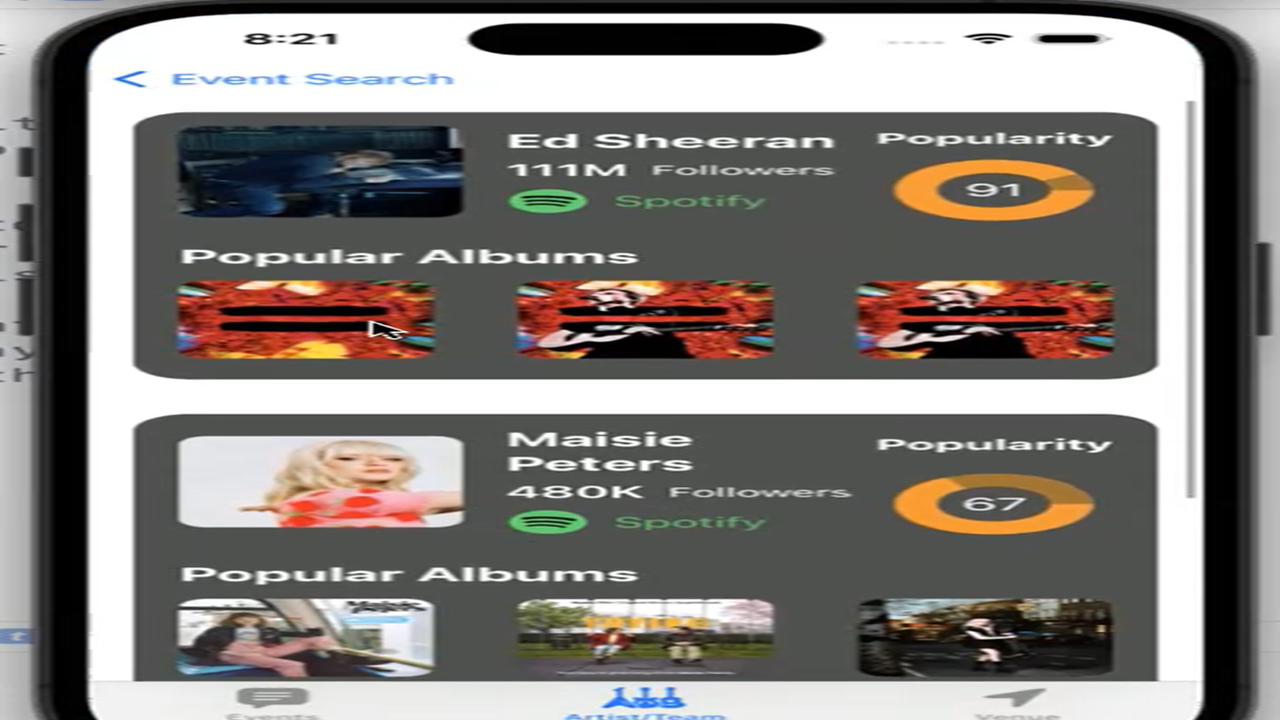 8:21
Event Search
Ed Sheeran
111M Followers
Spotify
Popularity
91
Popular Albums
Maisie
Peters
480K Followers
Spotify
Popularity
67
Popular Albums
Events
Artist/Team
Venue